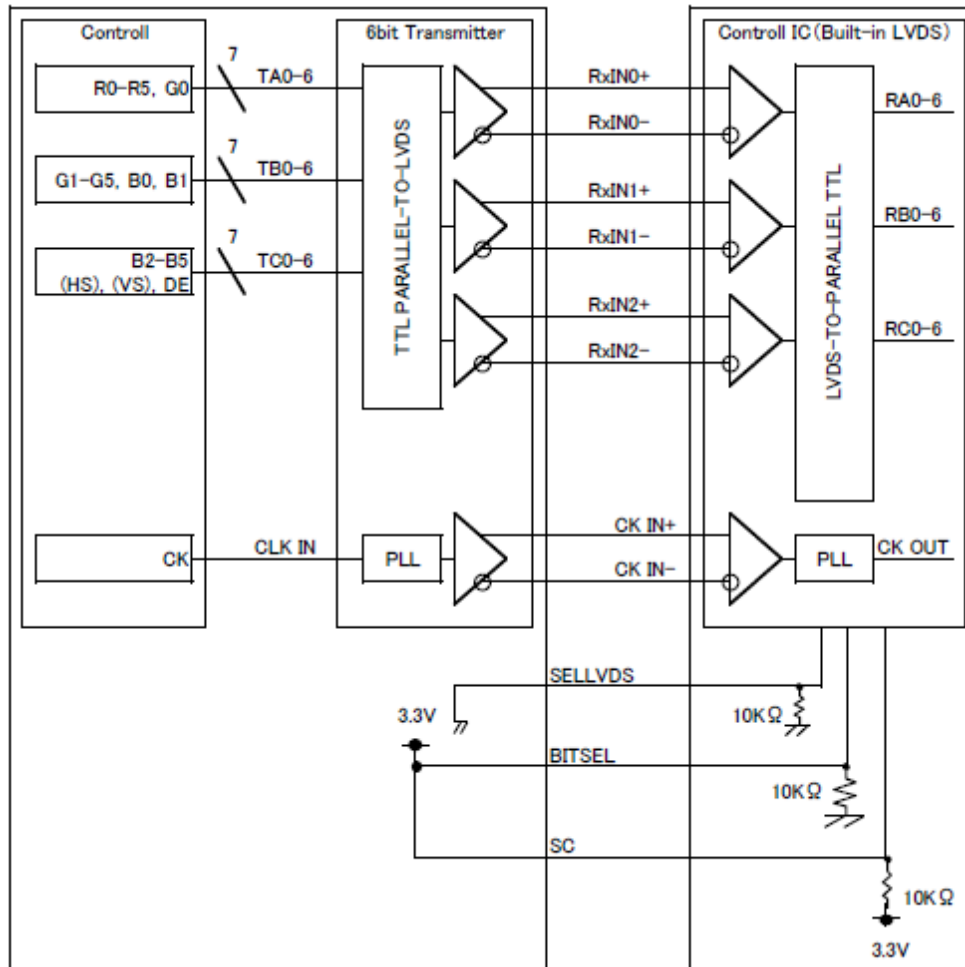 Controll
6bit Transmitter
Controll IC(Built-in LVDS)
R0-R5, G0
7
TA0-6
RxIN0+
RxIN0-
RA0-6
G1-G5, B0, B1
7
TB0-6
RxIN1+
RxIN1-
RB0-6
B2-B5
(HS), (VS), DE
7
TC0-6
RxIN2+
RxIN2-
RC0-6
TTL PARALLEL-TO-LVDS
LVDS-TO-PARALLEL TTL
CK
CLK IN
PLL
CK IN+
CK IN-
PLL
CK OUT
SELLVDS
10KΩ
3.3V
BITSEL
10KΩ
SC
10KΩ
3.3V